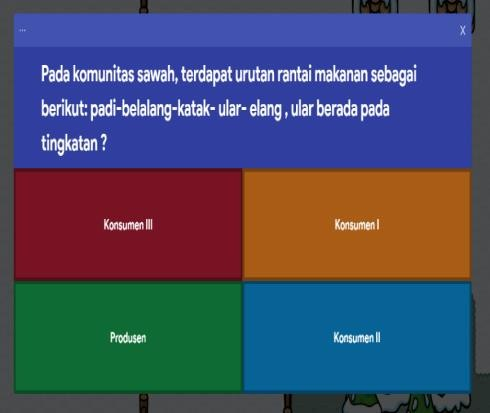 ...
X
Pada komunitas sawah, terdapat urutan rantai makanan sebagai
berikut: padi-belalang-katak- ular- elang , ular berada pada
tingkatan ?
Konsumen III
Konsumen I
Produsen
Konsumen II